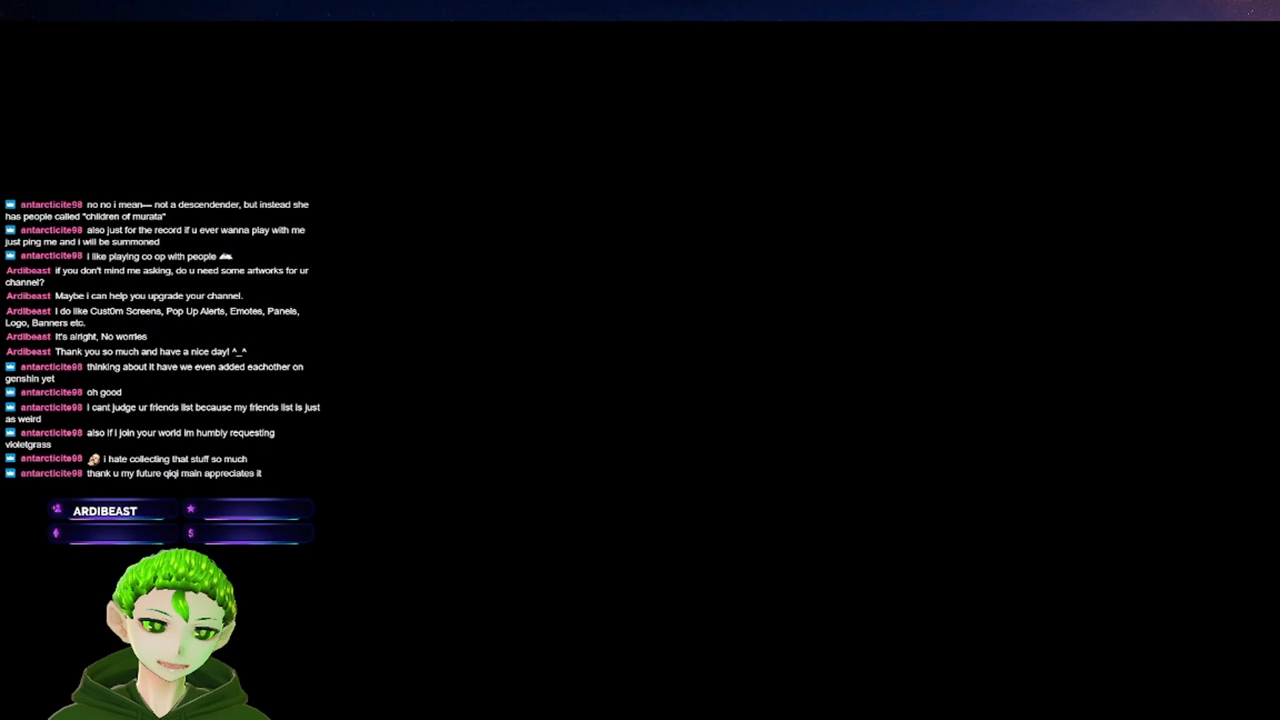 antarcticite98 no no i mean— not a descendender, but instead she
has people called "children of murata"
antarcticite98 also just for the record if u ever wanna play with me
just ping me and i will be summoned
antarcticite98 i like playing co op with people
Ardibeast if you don't mind me asking, do u need some artworks for ur
channel?
Ardibeast Maybe i can help you upgrade your channel.
Ardibeast I do like Cust0m Screens, Pop Up Alerts, Emotes, Panels,
Logo, Banners etc.
Ardibeast It's alright, No worries
Ardibeast Thank you so much and have a nice day! ^_^
antarcticite98 thinking about it have we even added eachother on
genshin yet
antarcticite98 oh good
antarcticite98 i cant judge ur friends list because my friends list is just
as weird
antarcticite98 also if i join your world im humbly requesting
violetgrass
antarcticite98 i hate collecting that stuff so much
antarcticite98 thank u my future qiqi main appreciates it
ARDIBEAST